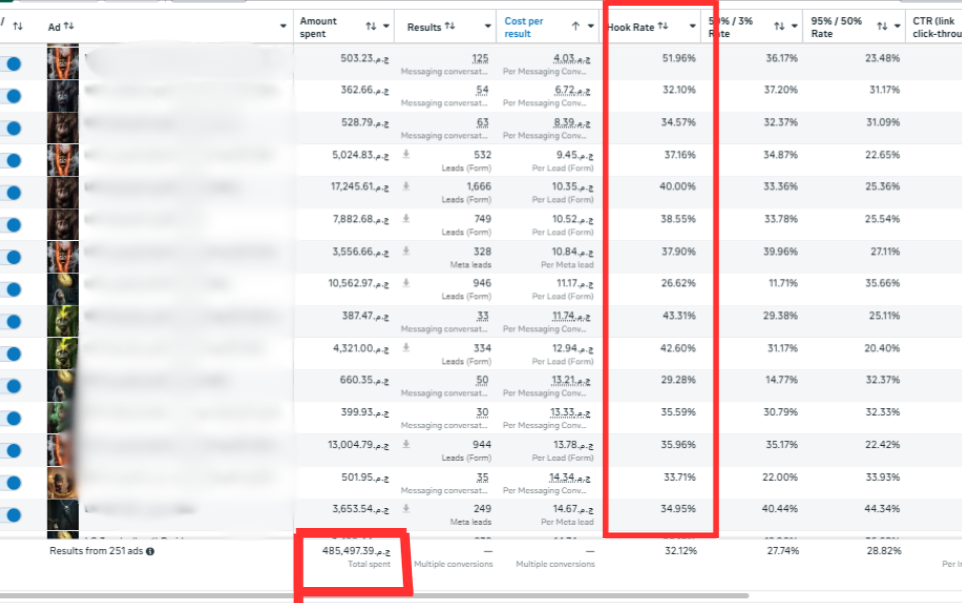 /
Ad
Amount spent
Results
Cost per result
Hook Rate
50% / 3% Rate
95% / 50% Rate
CTR (link click-throu
503.23.ج.م. 125 4.03.ج.م. 51.96% 36.17% 23.48%
Messaging conversat... Per Messaging Conv...
362.66.ج.م. 54 6.72.ج.م. 32.10% 37.20% 31.17%
Messaging conversat... Per Messaging Conv...
528.79.ج.م. 63 8.39.ج.م. 34.57% 32.37% 31.09%
Messaging conversat... Per Messaging Conv...
5,024.83.ج.م. 532 9.45.ج.م. 37.16% 34.87% 22.65%
Leads (Form) Per Lead (Form)
17,245.61.ج.م. 1,666 10.35.ج.م. 40.00% 33.36% 25.36%
Leads (Form) Per Lead (Form)
7,882.68.ج.م. 749 10.52.ج.م. 38.55% 33.78% 25.54%
Leads (Form) Per Lead (Form)
3,556.66.ج.م. 328 10.84.ج.م. 37.90% 39.96% 27.11%
Meta leads Per Meta lead
10,562.97.ج.م. 946 11.17.ج.م. 26.62% 11.71% 35.66%
Leads (Form) Per Lead (Form)
387.47.ج.م. 33 11.74.ج.م. 43.31% 29.38% 25.11%
Messaging conversat... Per Messaging Conv...
4,321.00.ج.م. 334 12.94.ج.م. 42.60% 31.17% 20.40%
Leads (Form) Per Lead (Form)
660.35.ج.م. 50 13.21.ج.م. 29.28% 14.77% 32.37%
Messaging conversat... Per Messaging Conv...
399.93.ج.م. 30 13.33.ج.م. 35.59% 30.79% 32.33%
Messaging conversat... Per Messaging Conv...
13,004.79.ج.م. 944 13.78.ج.م. 35.96% 35.17% 22.42%
Leads (Form) Per Lead (Form)
501.95.ج.م. 35 14.34.ج.م. 33.71% 22.00% 33.93%
Messaging conversat... Per Messaging Conv...
3,653.54.ج.م. 249 14.67.ج.م. 34.95% 40.44% 44.34%
Meta leads Per Meta lead
Results from 251 ads 485,497.39.ج.م. — — 32.12% 27.74% 28.82%
Total spent Multiple conversions Multiple conversions Per In